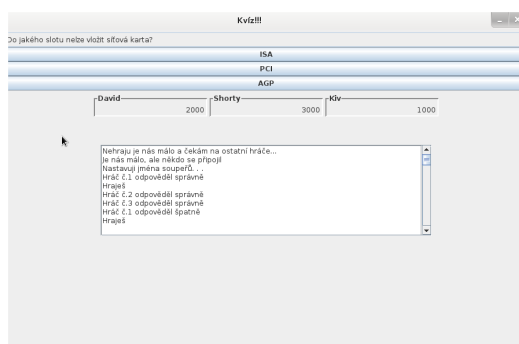 Kvíz!!!
Do jakého slotu nelze vložit síťová karta?
ISA
PCI
AGP
David Shorty Kiv
2000 3000 1000
Nehraju je nás málo a čekám na ostatní hráče...
Je nás málo, ale někdo se připojil
Nastavuji jména soupeřů. . .
Hráč č.1 odpověděl správně
Hraješ
Hráč č.2 odpověděl správně
Hráč č.3 odpověděl správně
Hráč č.1 odpověděl špatně
Hraješ